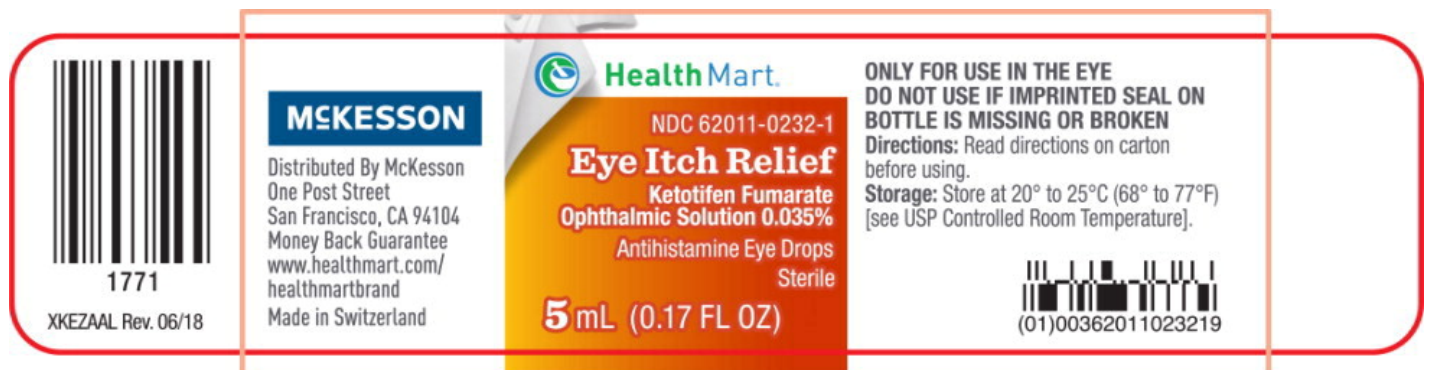 1771
XKEZAAL Rev. 06/18
MCKESSON
Distributed By McKesson
One Post Street
San Francisco, CA 94104
Money Back Guarantee
www.healthmart.com/
healthmartbrand
Made in Switzerland
HealthMart®
NDC 62011-0232-1
Eye Itch Relief
Ketotifen Fumarate
Ophthalmic Solution 0.035%
Antihistamine Eye Drops
Sterile
5 mL (0.17 FL OZ)
ONLY FOR USE IN THE EYE
DO NOT USE IF IMPRINTED SEAL ON
BOTTLE IS MISSING OR BROKEN
Directions: Read directions on carton
before using.
Storage: Store at 20° to 25°C (68° to 77°F)
[see USP Controlled Room Temperature].
(01)00362011023219